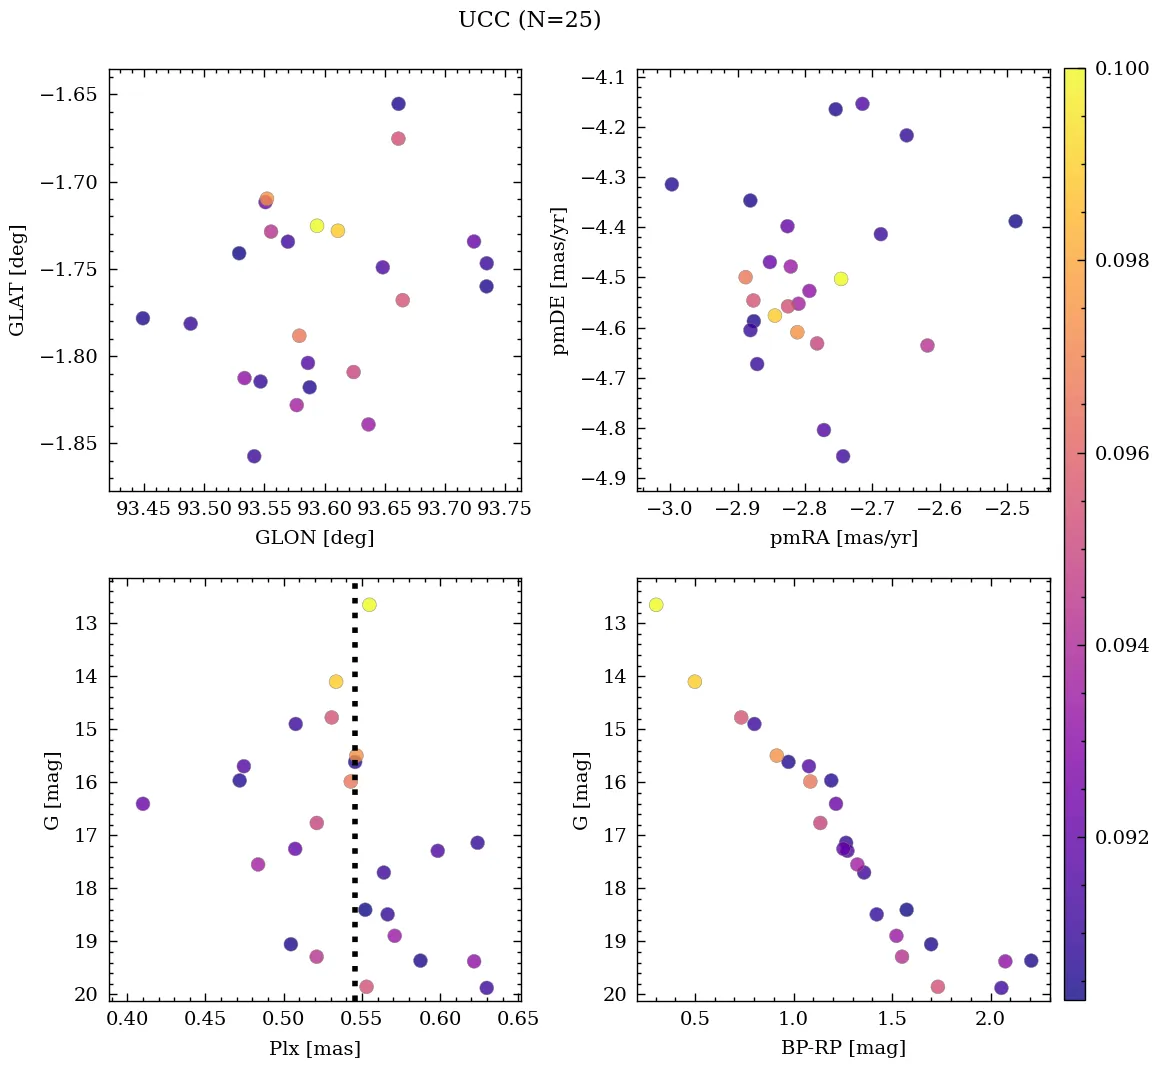 UCC (N=25)
−1.65
−1.70
−1.75
−1.80
−1.85
GLAT [deg]
93.45 93.50 93.55 93.60 93.65 93.70 93.75
GLON [deg]
−4.1
−4.2
−4.3
−4.4
−4.5
−4.6
−4.7
−4.8
−4.9
pmDE [mas/yr]
−3.0 −2.9 −2.8 −2.7 −2.6 −2.5
pmRA [mas/yr]
0.100
0.098
0.096
0.094
0.092
13
14
15
16
17
18
19
20
G [mag]
0.40 0.45 0.50 0.55 0.60 0.65
Plx [mas]
13
14
15
16
17
18
19
20
G [mag]
0.5 1.0 1.5 2.0
BP-RP [mag]